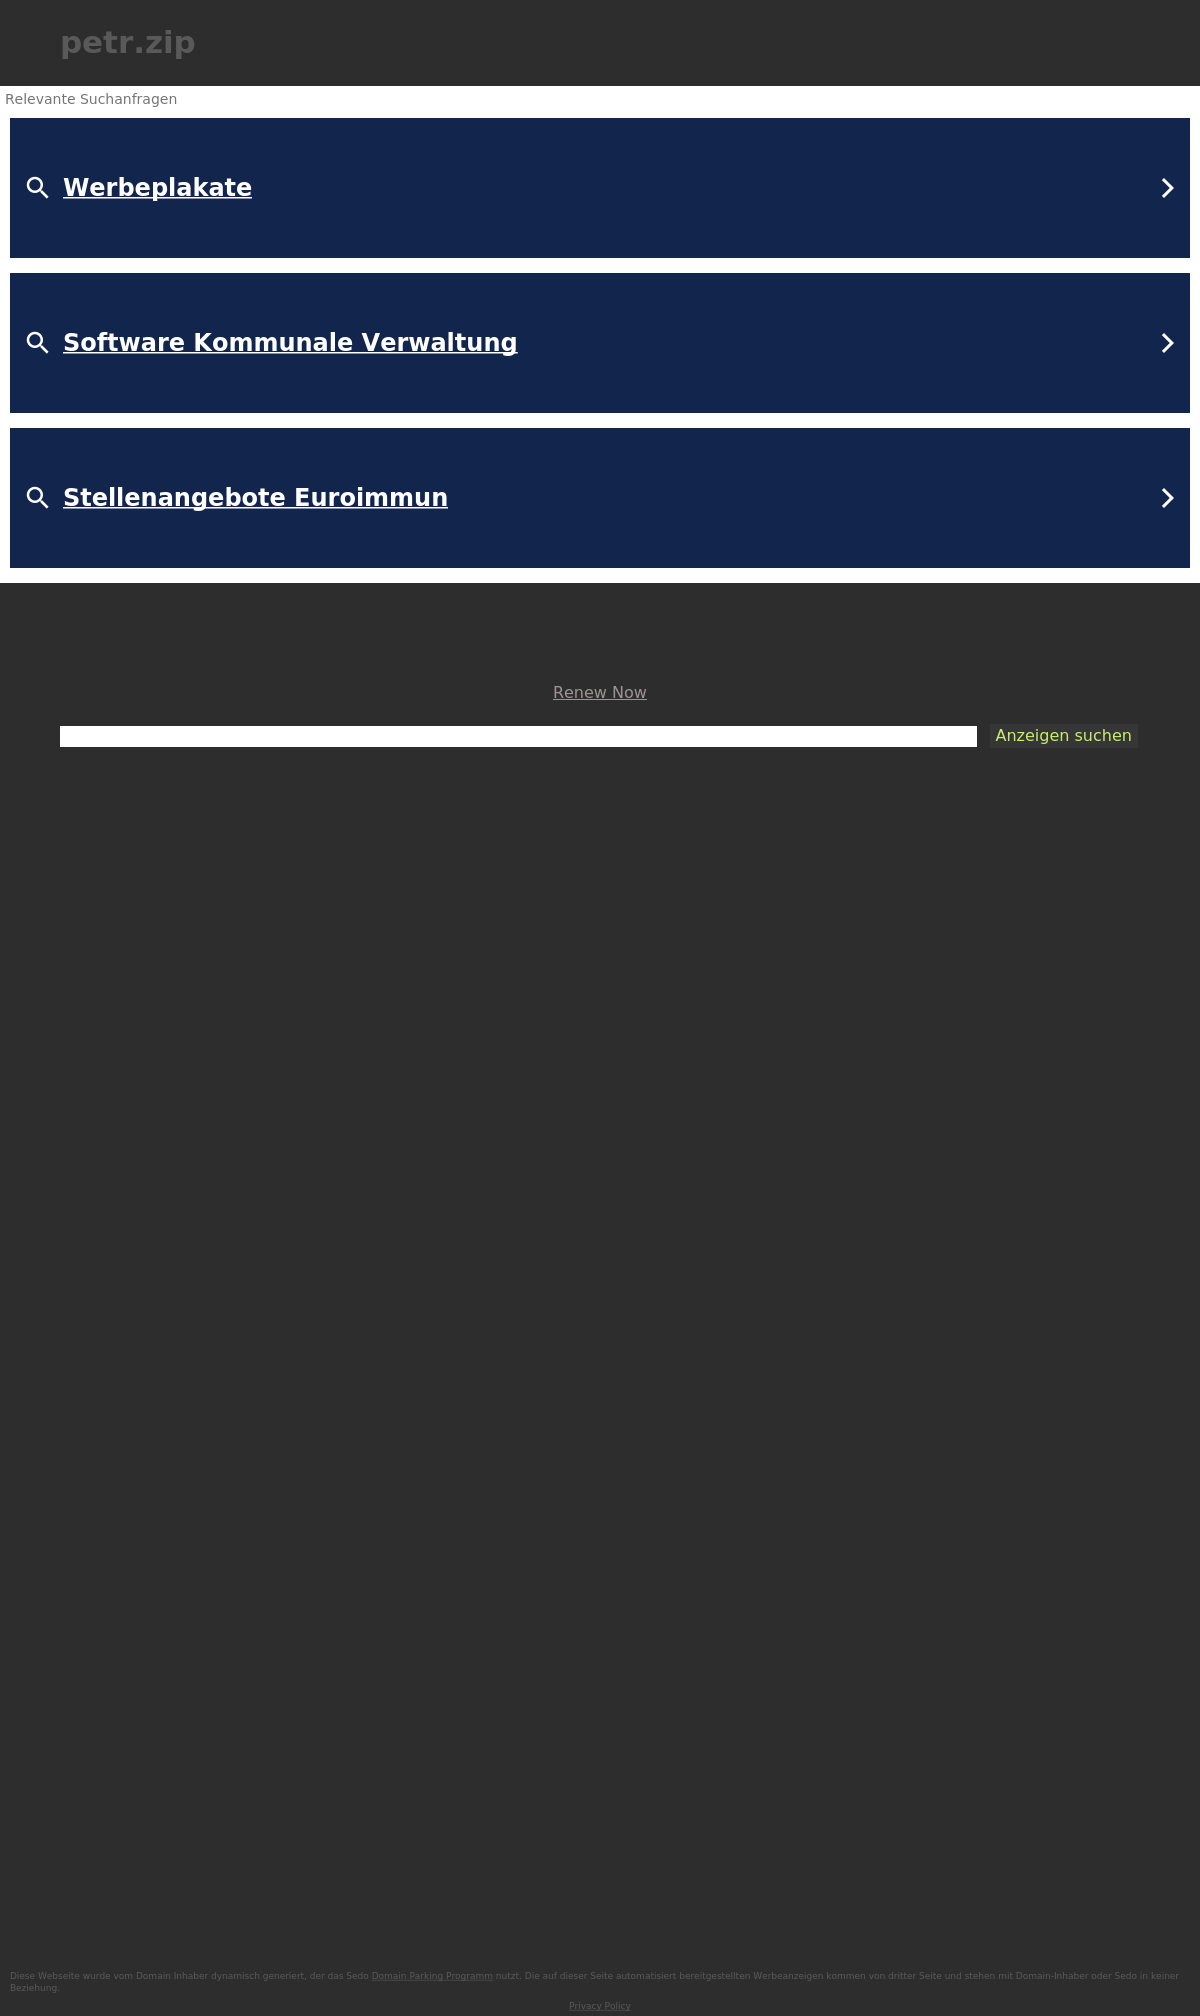 petr.zip
Relevante Suchanfragen
Werbeplakate
Software Kommunale Verwaltung
Stellenangebote Euroimmun
Renew Now
Anzeigen suchen
Diese Webseite wurde vom Domain Inhaber dynamisch generiert, der das Sedo Domain Parking Programm nutzt. Die auf dieser Seite automatisiert bereitgestellten Werbeanzeigen kommen von dritter Seite und stehen mit Domain-Inhaber oder Sedo in keiner
Beziehung.
Privacy Policy